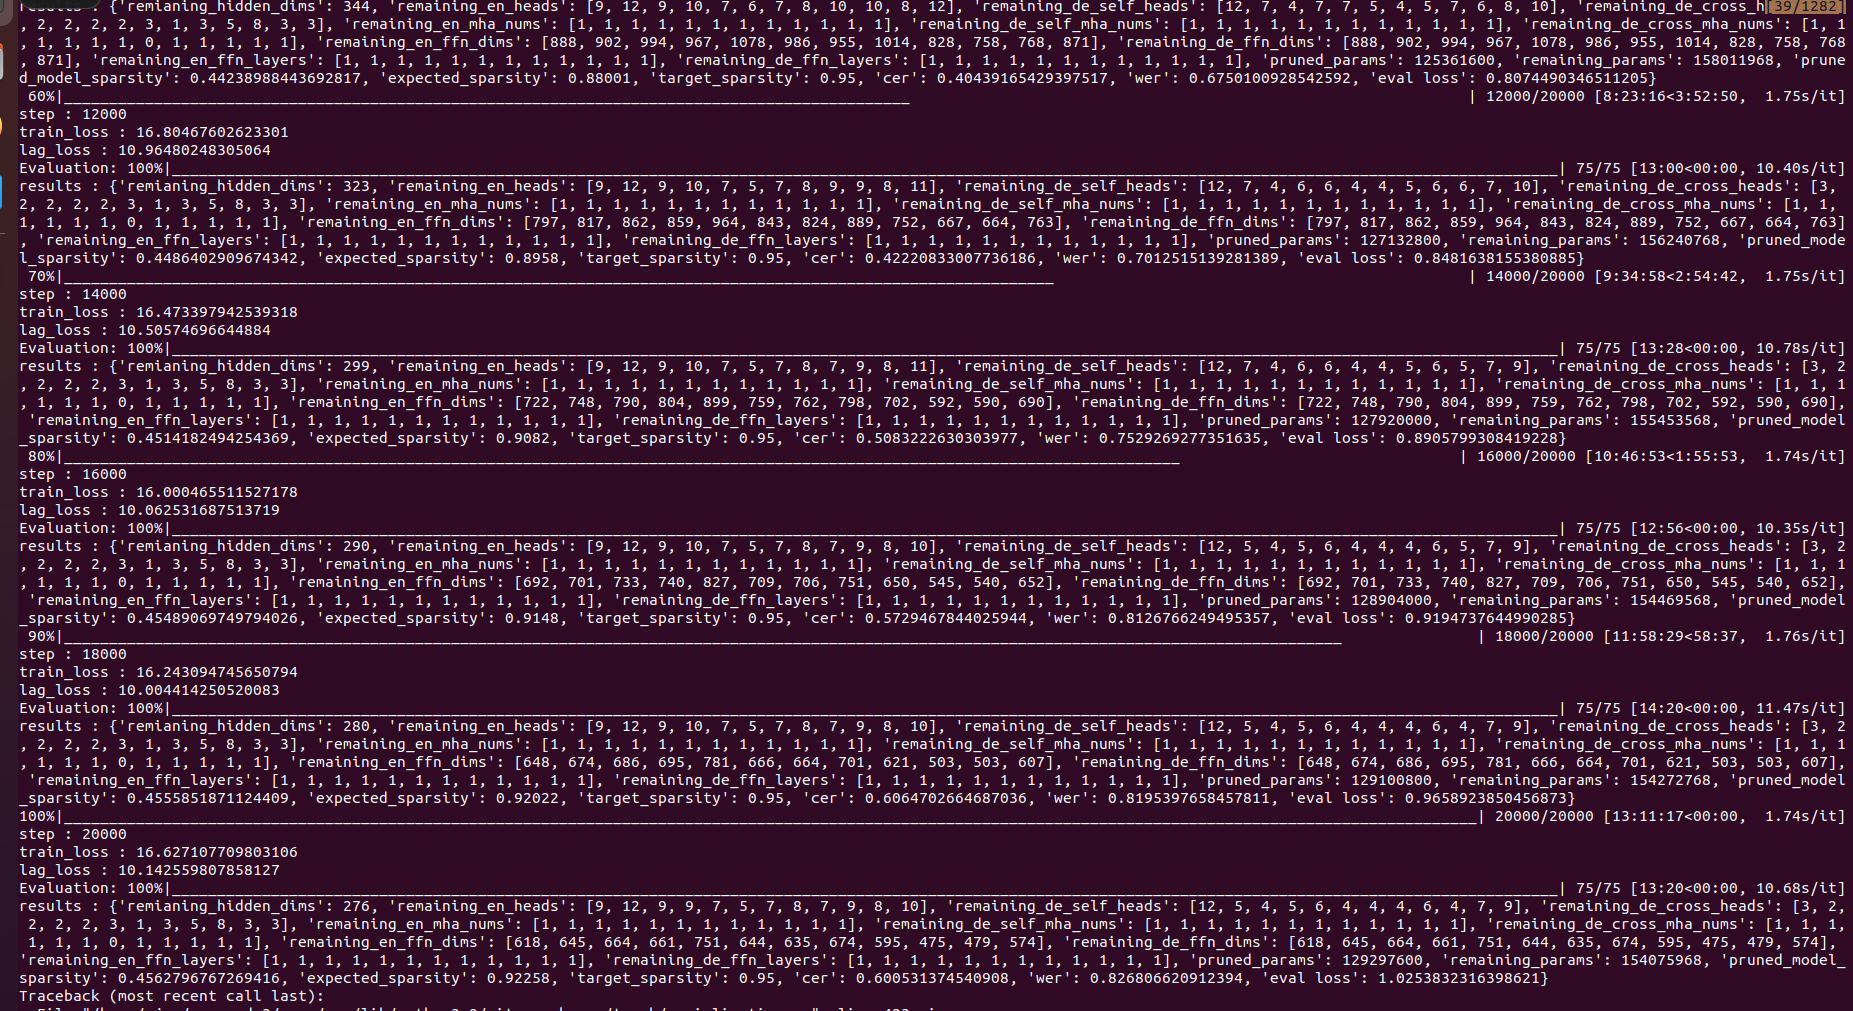 results : {'remianing_hidden_dims': 344, 'remaining_en_heads': [9, 12, 9, 10, 7, 6, 7, 8, 10, 10, 8, 12], 'remaining_de_self_heads': [12, 7, 4, 7, 7, 5, 4, 5, 7, 6, 8, 10], 'remaining_de_cross_h[39/1282]
, 2, 2, 2, 2, 3, 1, 3, 5, 8, 3, 3], 'remaining_en_mha_nums': [1, 1, 1, 1, 1, 1, 1, 1, 1, 1, 1, 1], 'remaining_de_self_mha_nums': [1, 1, 1, 1, 1, 1, 1, 1, 1, 1, 1, 1], 'remaining_de_cross_mha_nums': [1, 1, 1
, 1, 1, 1, 1, 0, 1, 1, 1, 1, 1], 'remaining_en_ffn_dims': [888, 902, 994, 967, 1078, 986, 955, 1014, 828, 758, 768, 871], 'remaining_de_ffn_dims': [888, 902, 994, 967, 1078, 986, 955, 1014, 828, 758, 768
, 871], 'remaining_en_ffn_layers': [1, 1, 1, 1, 1, 1, 1, 1, 1, 1, 1, 1], 'remaining_de_ffn_layers': [1, 1, 1, 1, 1, 1, 1, 1, 1, 1, 1, 1], 'pruned_params': 125361600, 'remaining_params': 158011968, 'prune
d_model_sparsity': 0.44238988443692817, 'expected_sparsity': 0.88001, 'target_sparsity': 0.95, 'cer': 0.40439165429397517, 'wer': 0.6750100928542592, 'eval loss': 0.8074490346511205}
60%|______| 12000/20000 [8:23:16<3:52:50, 1.75s/it]
step : 12000
train_loss : 16.80467602623301
lag_loss : 10.96480248305064
Evaluation: 100%|______| 75/75 [13:00<00:00, 10.40s/it]
results : {'remianing_hidden_dims': 323, 'remaining_en_heads': [9, 12, 9, 10, 7, 5, 7, 8, 9, 9, 8, 11], 'remaining_de_self_heads': [12, 7, 4, 6, 6, 4, 4, 5, 6, 6, 7, 10], 'remaining_de_cross_heads': [3,
2, 2, 2, 2, 3, 1, 3, 5, 8, 3, 3], 'remaining_en_mha_nums': [1, 1, 1, 1, 1, 1, 1, 1, 1, 1, 1, 1], 'remaining_de_self_mha_nums': [1, 1, 1, 1, 1, 1, 1, 1, 1, 1, 1, 1], 'remaining_de_cross_mha_nums': [1, 1,
1, 1, 1, 1, 0, 1, 1, 1, 1, 1], 'remaining_en_ffn_dims': [797, 817, 862, 859, 964, 843, 824, 889, 752, 667, 664, 763], 'remaining_de_ffn_dims': [797, 817, 862, 859, 964, 843, 824, 889, 752, 667, 664, 763]
, 'remaining_en_ffn_layers': [1, 1, 1, 1, 1, 1, 1, 1, 1, 1, 1, 1], 'remaining_de_ffn_layers': [1, 1, 1, 1, 1, 1, 1, 1, 1, 1, 1, 1], 'pruned_params': 127132800, 'remaining_params': 156240768, 'pruned_mode
l_sparsity': 0.4486402909674342, 'expected_sparsity': 0.8958, 'target_sparsity': 0.95, 'cer': 0.42220833007736186, 'wer': 0.7012515139281389, 'eval loss': 0.8481638155380885}
70%|______| 14000/20000 [9:34:58<2:54:42, 1.75s/it]
step : 14000
train_loss : 16.473397942539318
lag_loss : 10.50574696644884
Evaluation: 100%|______| 75/75 [13:28<00:00, 10.78s/it]
results : {'remianing_hidden_dims': 299, 'remaining_en_heads': [9, 12, 9, 10, 7, 5, 7, 8, 7, 9, 8, 11], 'remaining_de_self_heads': [12, 7, 4, 6, 6, 4, 4, 5, 6, 5, 7, 9], 'remaining_de_cross_heads': [3, 2
, 2, 2, 2, 3, 1, 3, 5, 8, 3, 3], 'remaining_en_mha_nums': [1, 1, 1, 1, 1, 1, 1, 1, 1, 1, 1, 1], 'remaining_de_self_mha_nums': [1, 1, 1, 1, 1, 1, 1, 1, 1, 1, 1, 1], 'remaining_de_cross_mha_nums': [1, 1, 1
, 1, 1, 1, 0, 1, 1, 1, 1, 1], 'remaining_en_ffn_dims': [722, 748, 790, 804, 899, 759, 762, 798, 702, 592, 590, 690], 'remaining_de_ffn_dims': [722, 748, 790, 804, 899, 759, 762, 798, 702, 592, 590, 690],
'remaining_en_ffn_layers': [1, 1, 1, 1, 1, 1, 1, 1, 1, 1, 1, 1], 'remaining_de_ffn_layers': [1, 1, 1, 1, 1, 1, 1, 1, 1, 1, 1, 1], 'pruned_params': 127920000, 'remaining_params': 155453568, 'pruned_model
_sparsity': 0.4514182494254369, 'expected_sparsity': 0.9082, 'target_sparsity': 0.95, 'cer': 0.5083222630303977, 'wer': 0.7529269277351635, 'eval loss': 0.8905799308419228}
80%|______| 16000/20000 [10:46:53<1:55:53, 1.74s/it]
step : 16000
train_loss : 16.000465511527178
lag_loss : 10.062531687513719
Evaluation: 100%|______| 75/75 [12:56<00:00, 10.35s/it]
results : {'remianing_hidden_dims': 290, 'remaining_en_heads': [9, 12, 9, 10, 7, 5, 7, 8, 7, 9, 8, 10], 'remaining_de_self_heads': [12, 5, 4, 5, 6, 4, 4, 4, 6, 5, 7, 9], 'remaining_de_cross_heads': [3, 2
, 2, 2, 2, 3, 1, 3, 5, 8, 3, 3], 'remaining_en_mha_nums': [1, 1, 1, 1, 1, 1, 1, 1, 1, 1, 1, 1], 'remaining_de_self_mha_nums': [1, 1, 1, 1, 1, 1, 1, 1, 1, 1, 1, 1], 'remaining_de_cross_mha_nums': [1, 1, 1
, 1, 1, 1, 0, 1, 1, 1, 1, 1], 'remaining_en_ffn_dims': [692, 701, 733, 740, 827, 709, 706, 751, 650, 545, 540, 652], 'remaining_de_ffn_dims': [692, 701, 733, 740, 827, 709, 706, 751, 650, 545, 540, 652],
'remaining_en_ffn_layers': [1, 1, 1, 1, 1, 1, 1, 1, 1, 1, 1, 1], 'remaining_de_ffn_layers': [1, 1, 1, 1, 1, 1, 1, 1, 1, 1, 1, 1], 'pruned_params': 128904000, 'remaining_params': 154469568, 'pruned_model
_sparsity': 0.45489069749794026, 'expected_sparsity': 0.9148, 'target_sparsity': 0.95, 'cer': 0.5729467844025944, 'wer': 0.8126766249495357, 'eval loss': 0.9194737644990285}
90%|______| 18000/20000 [11:58:29<58:37, 1.76s/it]
step : 18000
train_loss : 16.243094745650794
lag_loss : 10.004414250520083
Evaluation: 100%|______| 75/75 [14:20<00:00, 11.47s/it]
results : {'remianing_hidden_dims': 280, 'remaining_en_heads': [9, 12, 9, 10, 7, 5, 7, 8, 7, 9, 8, 10], 'remaining_de_self_heads': [12, 5, 4, 5, 6, 4, 4, 4, 6, 4, 7, 9], 'remaining_de_cross_heads': [3, 2
, 2, 2, 2, 3, 1, 3, 5, 8, 3, 3], 'remaining_en_mha_nums': [1, 1, 1, 1, 1, 1, 1, 1, 1, 1, 1, 1], 'remaining_de_self_mha_nums': [1, 1, 1, 1, 1, 1, 1, 1, 1, 1, 1, 1], 'remaining_de_cross_mha_nums': [1, 1, 1
, 1, 1, 1, 0, 1, 1, 1, 1, 1], 'remaining_en_ffn_dims': [648, 674, 686, 695, 781, 666, 664, 701, 621, 503, 503, 607], 'remaining_de_ffn_dims': [648, 674, 686, 695, 781, 666, 664, 701, 621, 503, 503, 607],
'remaining_en_ffn_layers': [1, 1, 1, 1, 1, 1, 1, 1, 1, 1, 1, 1], 'remaining_de_ffn_layers': [1, 1, 1, 1, 1, 1, 1, 1, 1, 1, 1, 1], 'pruned_params': 129100800, 'remaining_params': 154272768, 'pruned_model
_sparsity': 0.4555851871124409, 'expected_sparsity': 0.92022, 'target_sparsity': 0.95, 'cer': 0.6064702664687036, 'wer': 0.8195397658457811, 'eval loss': 0.9658923850456873}
100%|______| 20000/20000 [13:11:17<00:00, 1.74s/it]
step : 20000
train_loss : 16.627107709803106
lag_loss : 10.142559807858127
Evaluation: 100%|______| 75/75 [13:20<00:00, 10.68s/it]
results : {'remianing_hidden_dims': 276, 'remaining_en_heads': [9, 12, 9, 9, 7, 5, 7, 8, 7, 9, 8, 10], 'remaining_de_self_heads': [12, 5, 4, 5, 6, 4, 4, 4, 6, 4, 7, 9], 'remaining_de_cross_heads': [3, 2,
2, 2, 2, 3, 1, 3, 5, 8, 3, 3], 'remaining_en_mha_nums': [1, 1, 1, 1, 1, 1, 1, 1, 1, 1, 1, 1], 'remaining_de_self_mha_nums': [1, 1, 1, 1, 1, 1, 1, 1, 1, 1, 1, 1], 'remaining_de_cross_mha_nums': [1, 1, 1,
1, 1, 1, 0, 1, 1, 1, 1, 1], 'remaining_en_ffn_dims': [618, 645, 664, 661, 751, 644, 635, 674, 595, 475, 479, 574], 'remaining_de_ffn_dims': [618, 645, 664, 661, 751, 644, 635, 674, 595, 475, 479, 574],
'remaining_en_ffn_layers': [1, 1, 1, 1, 1, 1, 1, 1, 1, 1, 1, 1], 'remaining_de_ffn_layers': [1, 1, 1, 1, 1, 1, 1, 1, 1, 1, 1, 1], 'pruned_params': 129297600, 'remaining_params': 154075968, 'pruned_model_
sparsity': 0.4562796767269416, 'expected_sparsity': 0.92258, 'target_sparsity': 0.95, 'cer': 0.600531374540908, 'wer': 0.826806620912394, 'eval loss': 1.0253832316398621}
Traceback (most recent call last):